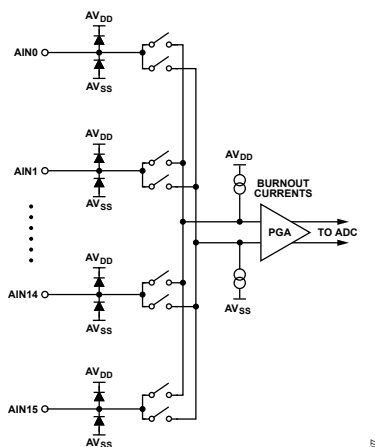 AVDD
AIN0
AVSS
AVDD
AIN1
AVSS
AVDD
BURNOUT
CURRENTS
PGA
TO ADC
AVSS
AVDD
AIN14
AVSS
AVDD
AIN15
AVSS